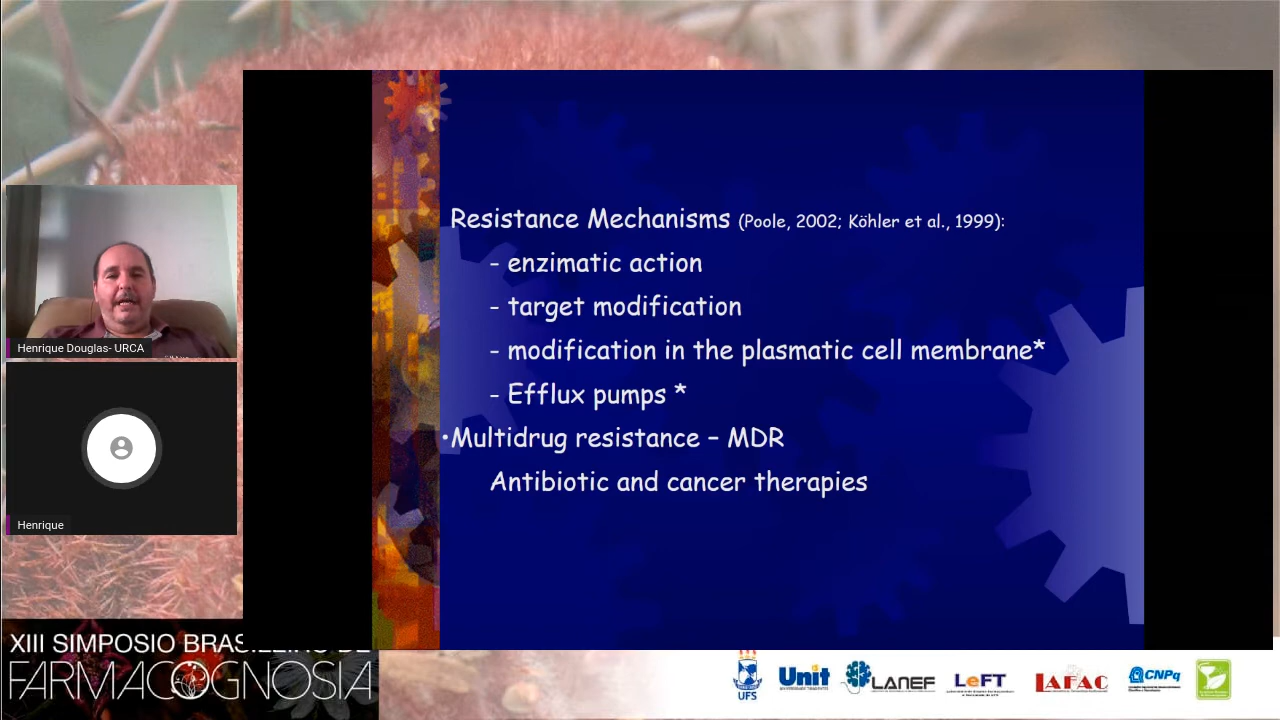 Resistance Mechanisms (Poole, 2002; Köhler et al., 1999):
- enzimatic action
- target modification
- modification in the plasmatic cell membrane*
- Efflux pumps *
•Multidrug resistance – MDR
Antibiotic and cancer therapies
Henrique Douglas- URCA
Henrique
XIII SIMPOSIO BRASILEIRO DE
FARMACOGNOSIA
UFS
Unit
LANEF
LeFT
LAFAC
CNPq